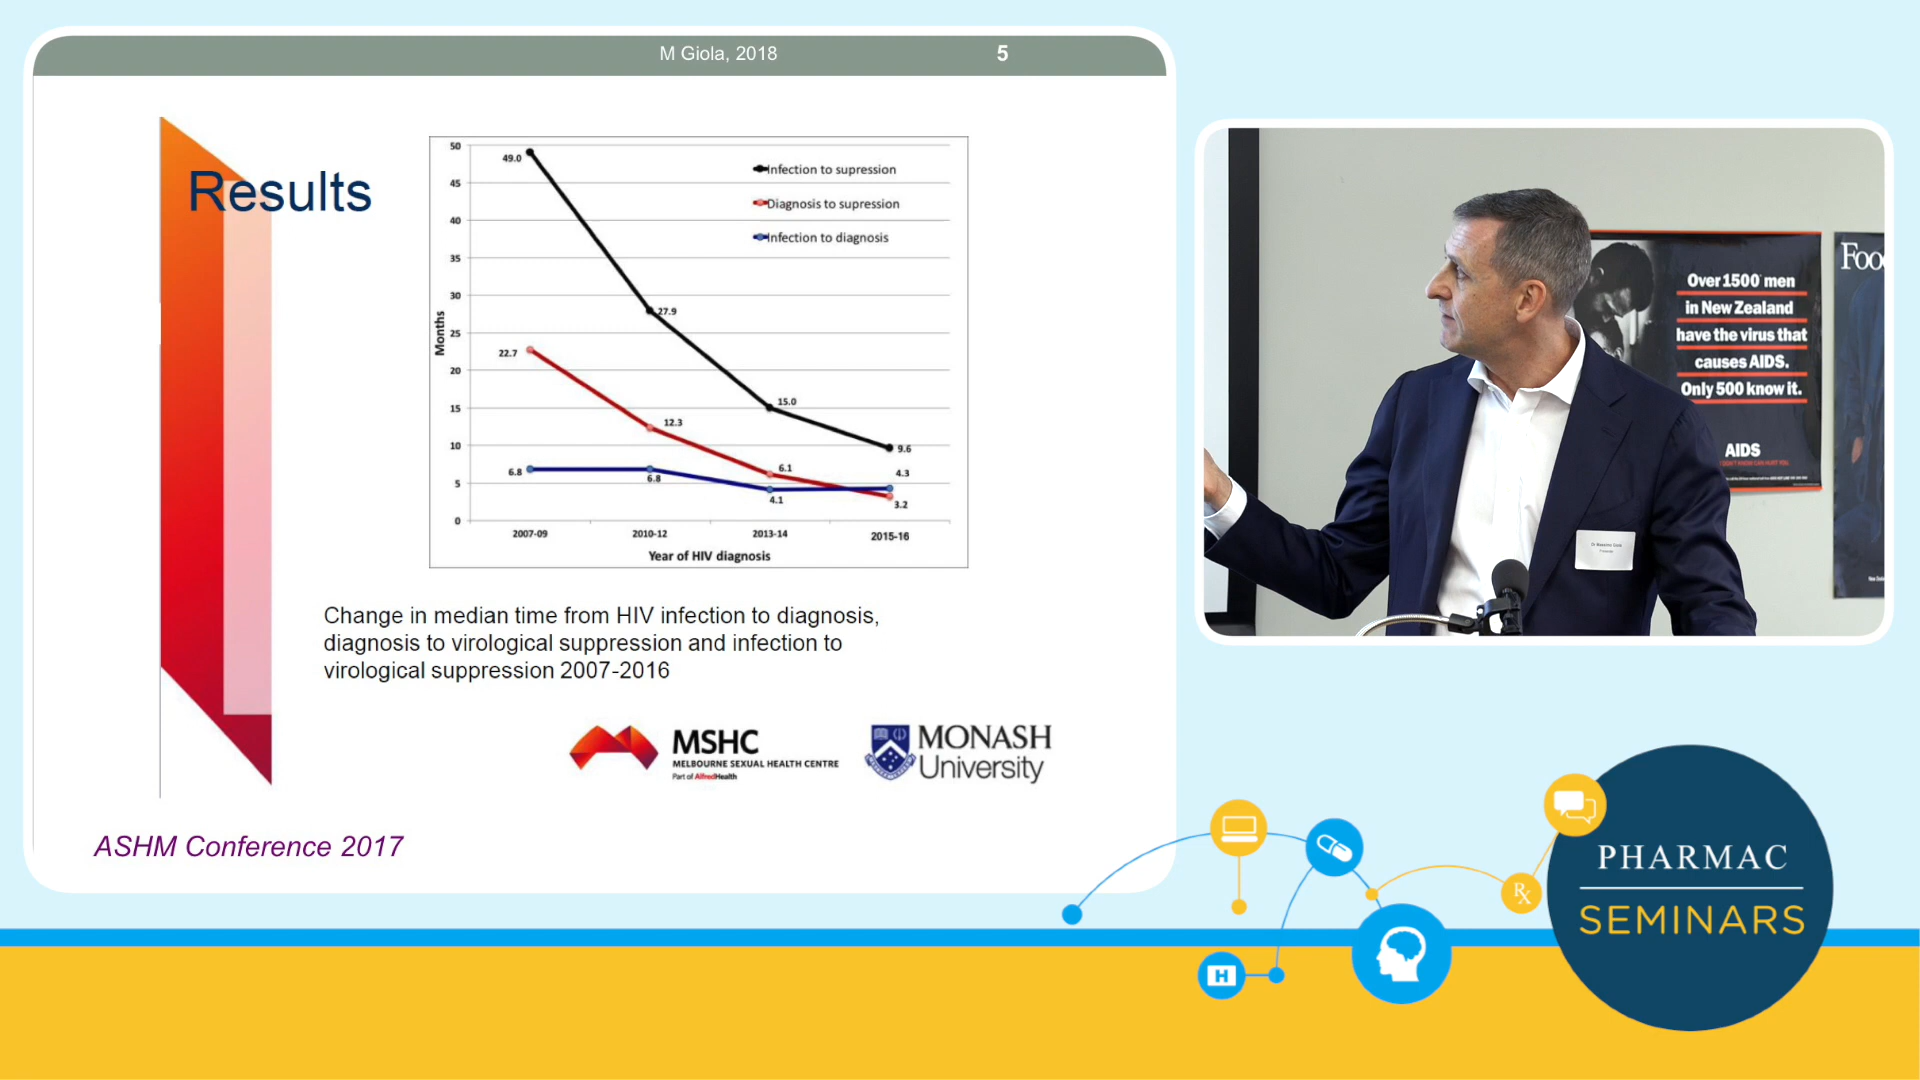 M Giola, 2018
5
Results
50
45
40
35
30
25
20
15
10
5
0
Months
49.0
27.9
15.0
9.6
22.7
12.3
6.1
3.2
6.8
6.8
4.1
4.3
Infection to supression
Diagnosis to supression
Infection to diagnosis
2007-09
2010-12
2013-14
2015-16
Year of HIV diagnosis
Change in median time from HIV infection to diagnosis,
diagnosis to virological suppression and infection to
virological suppression 2007-2016
MSHC
MELBOURNE SEXUAL HEALTH CENTRE
Part of AlfredHealth
MONASH
University
ASHM Conference 2017
Over 1500 men
in New Zealand
have the virus that
causes AIDS.
Only 500 know it.
AIDS
Foo
H
Rx
PHARMAC
SEMINARS